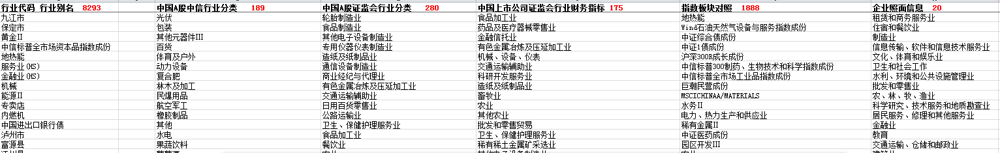 行业代码 行业别名 8293 中国A股中信行业分类 189 中国A股证监会行业分类 280 中国上市公司证监会行业财务指标 175 指数板块对照 1888 企业照面信息 20
九江市 光伏 轮胎制造业 食品加工业 地热能 租赁和商务服务业
保定市 包装 食品制造业 药品及医疗器械零售业 Wind石油天然气设备与服务指数成份 住宿和餐饮业
黄金II 其他元器件III 其他电子设备制造业 金融信托业 中证综合债成份 制造业
中信标普全市场资本品指数成份 百货 专用仪器仪表制造业 有色金属冶炼及压延加工业 中证1债成份 信息传输、软件和信息技术服务业
地热能 体育及户外 造纸及纸制品业 机械、设备、仪表 沪深300R成长成份 文化、体育和娱乐业
服务业(HS) 动力设备 通信设备制造业 交通运输辅助业 中信标普300制药、生物技术和科学指数成份 卫生和社会工作
金融业(HS) 复合肥 商业经纪与代理业 科研开发服务业 中信标普全市场工业品指数成份 水利、环境和公共设施管理业
机械 林木及加工 有色金属冶炼及压延加工业 造纸及纸制品业 巨潮民营成份 批发和零售业
能源II 民爆用品 交通运输辅助业 畜牧业 MSCICHINAA/MATERIALS 农、林、牧、渔业
专卖店 航空军工 日用百货零售业 农业 水务II 科学研究、技术服务和地质勘查业
内燃机 橡胶制品 公路运输业 其他农业 电力、热力生产和供应业 居民服务、修理和其他服务业
中国进出口银行债 其他 卫生、保健护理服务业 批发和零售贸易 稀有金属II 金融业
泸州市 水电 食品加工业 卫生、保健护理服务业 中证医药成份 教育
富源县 果蔬饮料 餐饮业 稀有稀土金属矿采选业 园区开发III 交通运输、仓储和邮政业